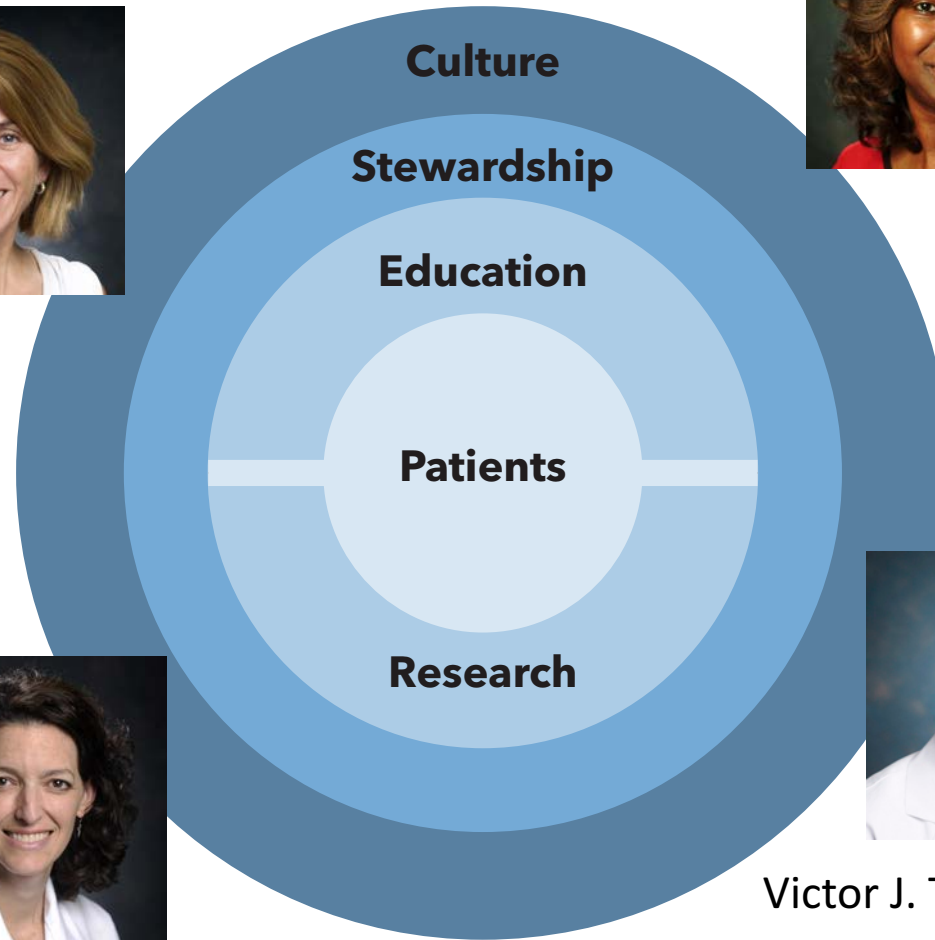 Culture
Stewardship
Education
Patients
Research
Victor J.